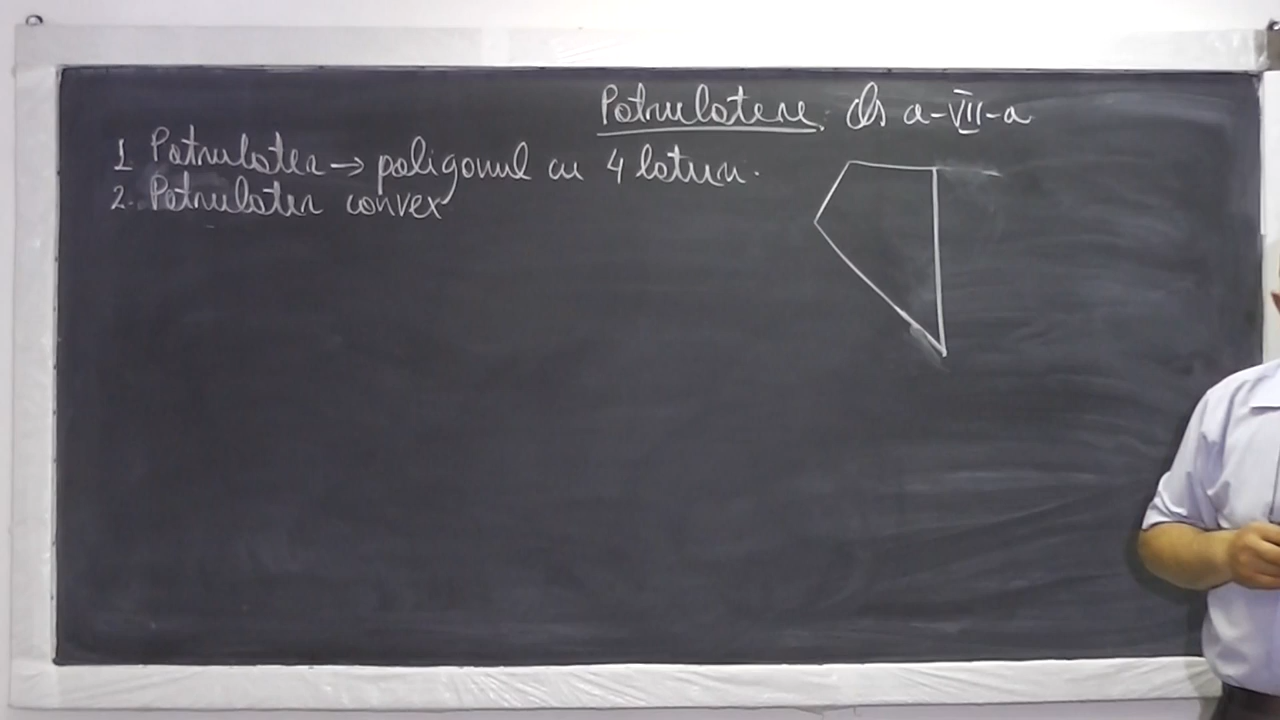 Patrulatere. Cls a-VII-a
1. Patrulater → poligonul cu 4 laturi.
2. Patrulater convex